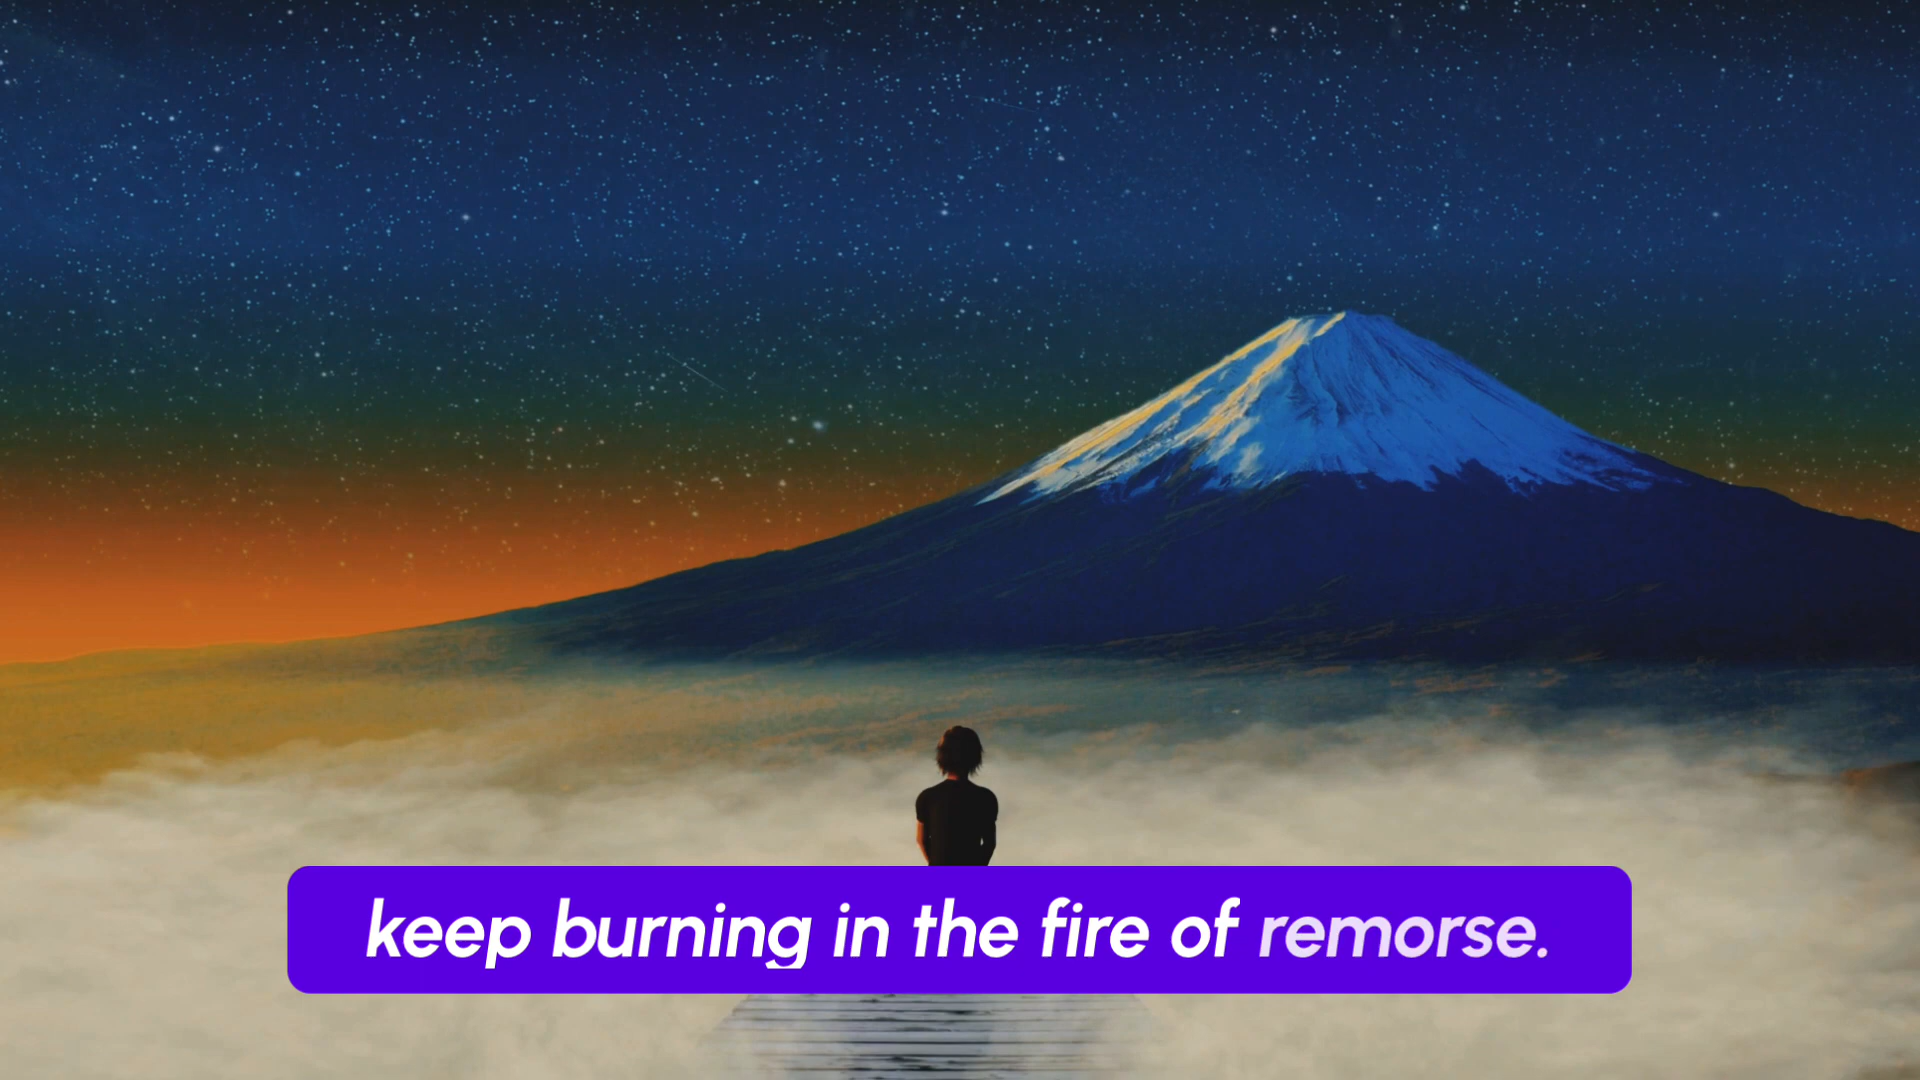 keep burning in the fire of remorse.